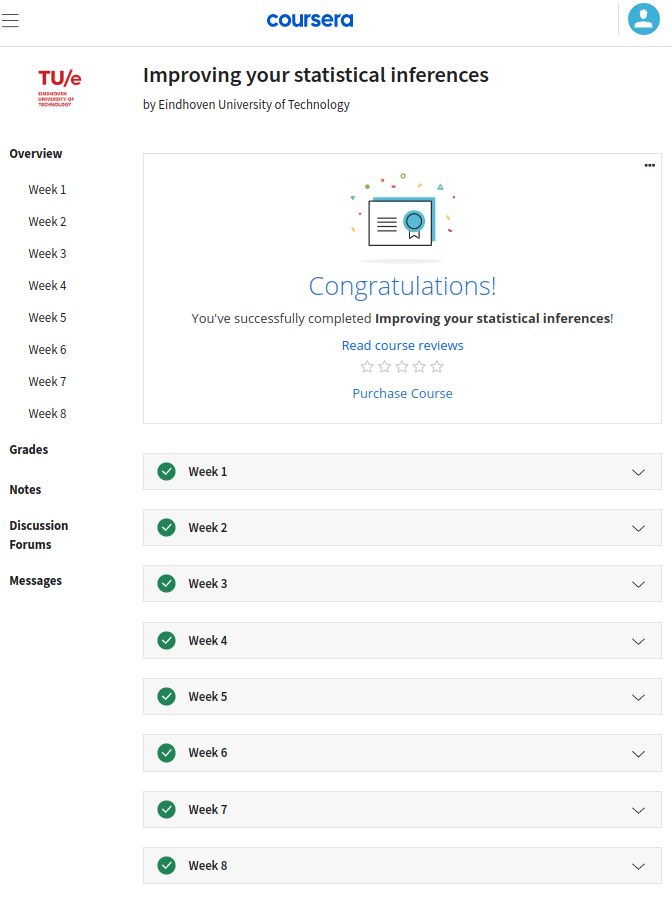 coursera
TU/e
EINDHOVEN
UNIVERSITY OF
TECHNOLOGY
Improving your statistical inferences
by Eindhoven University of Technology
Overview
Week 1
Week 2
Week 3
Week 4
Week 5
Week 6
Week 7
Week 8
Grades
Notes
Discussion
Forums
Messages
Congratulations!
You've successfully completed Improving your statistical inferences!
Read course reviews
Purchase Course
Week 1
Week 2
Week 3
Week 4
Week 5
Week 6
Week 7
Week 8